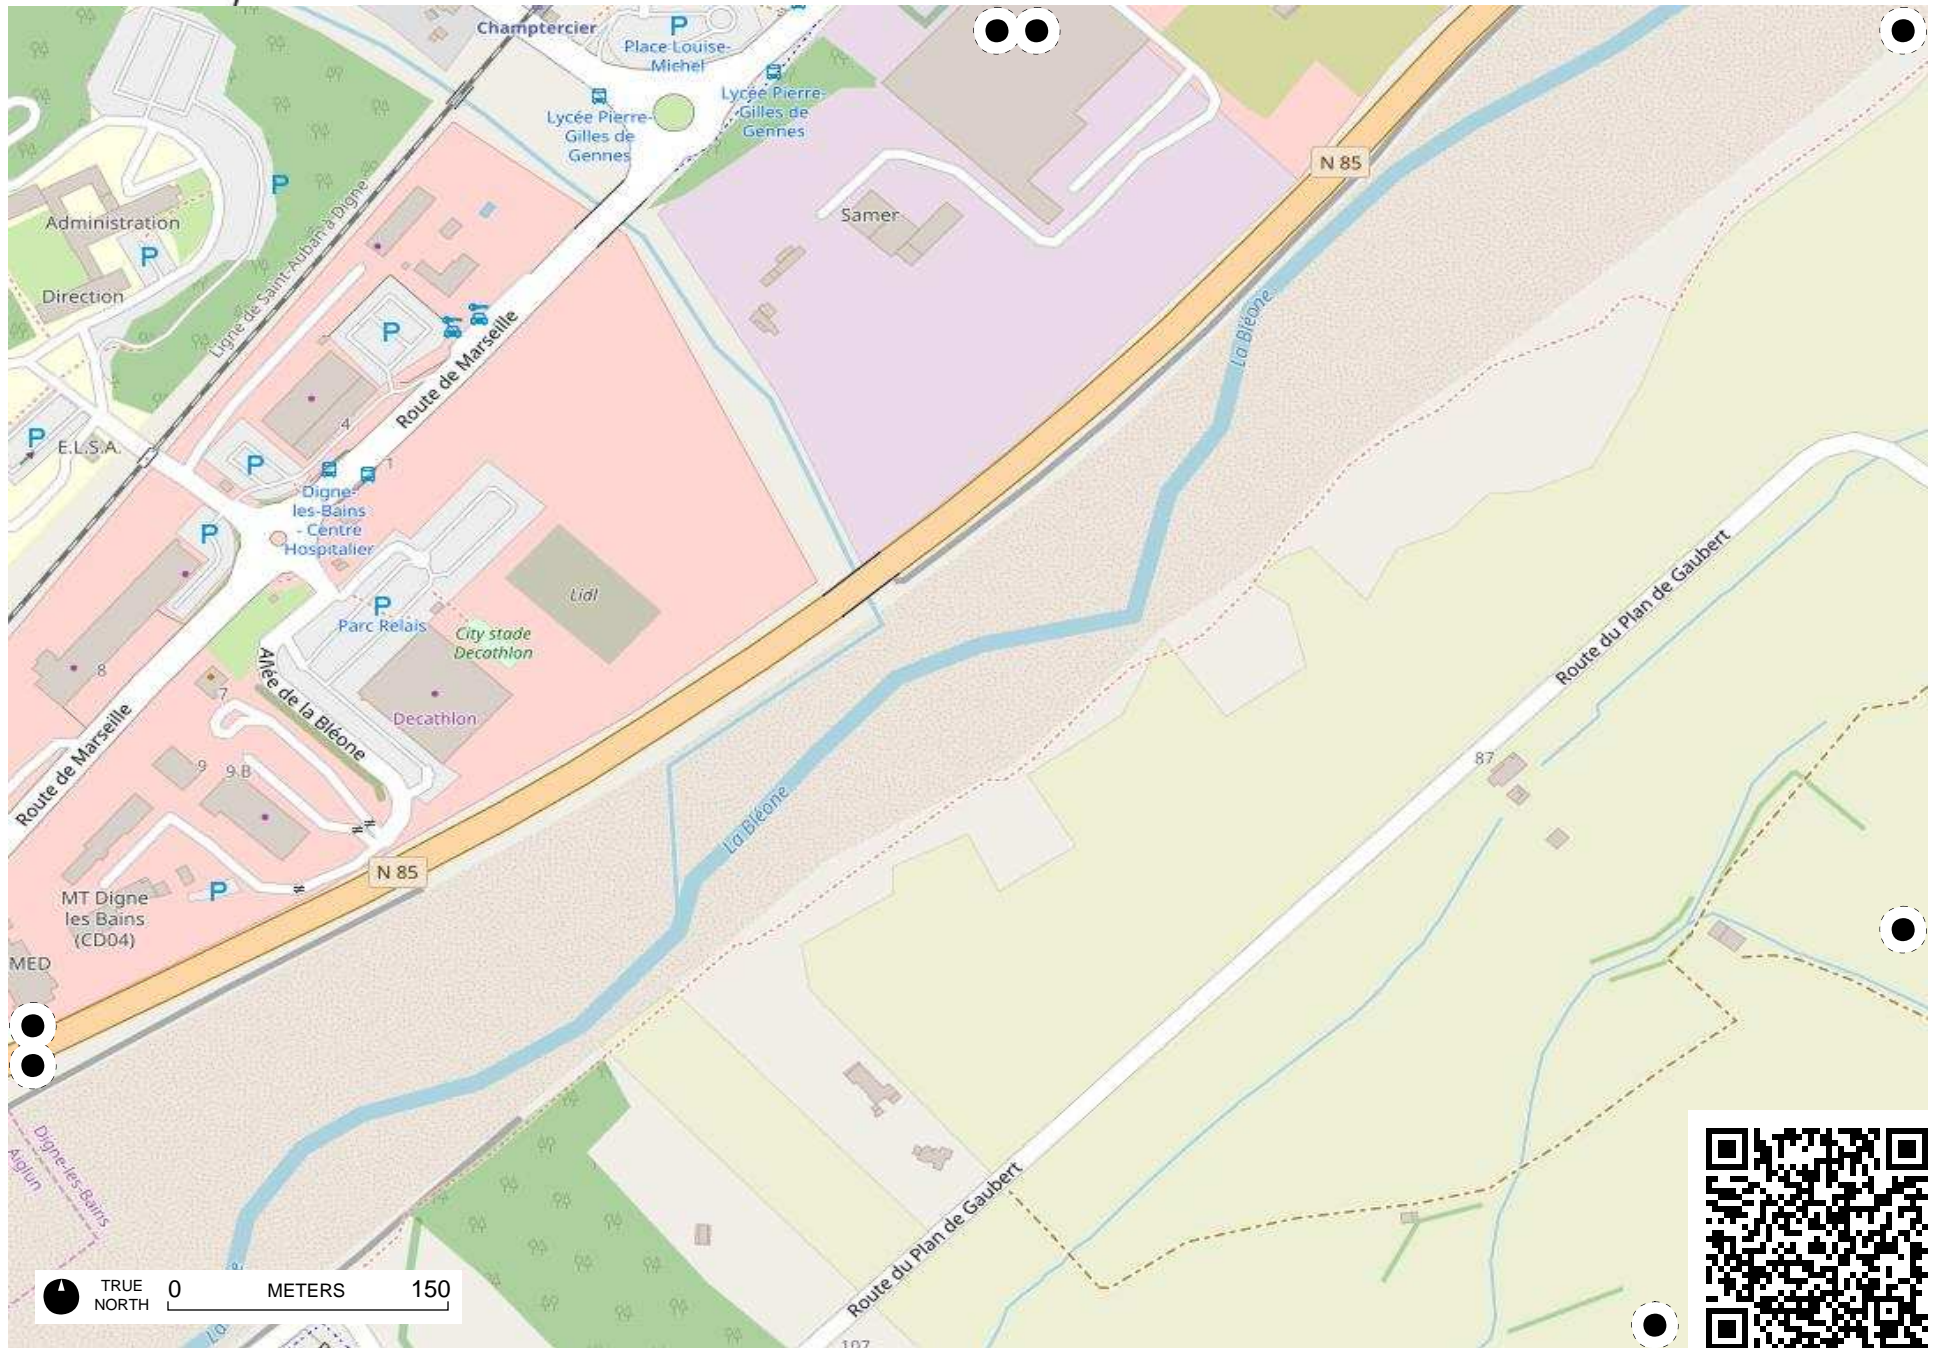 Champtercier
Place Louise-
Michel
Lycée Pierre-
Gilles de
Gennes
Lycée Pierre-
Gilles de
Gennes
N 85
Administration
Samer
Direction
Ligne de Saint-Auban à Digne
La Bléone
Route de Marseille
4
E.L.S.A.
1
Digne-
les-Bains
- Centre
Hospitalier
Lidl
Parc Relais
City stade
Decathlon
Route du Plan de Gaubert
8
7
Allée de la Bléone
Decathlon
Route de Marseille
9
9 B
87
La Bléone
N 85
MT Digne
les Bains
(CD04)
MED
Digne-les-Bains
Aiglun
Route du Plan de Gaubert
TRUE
NORTH
0
METERS
150
La
107